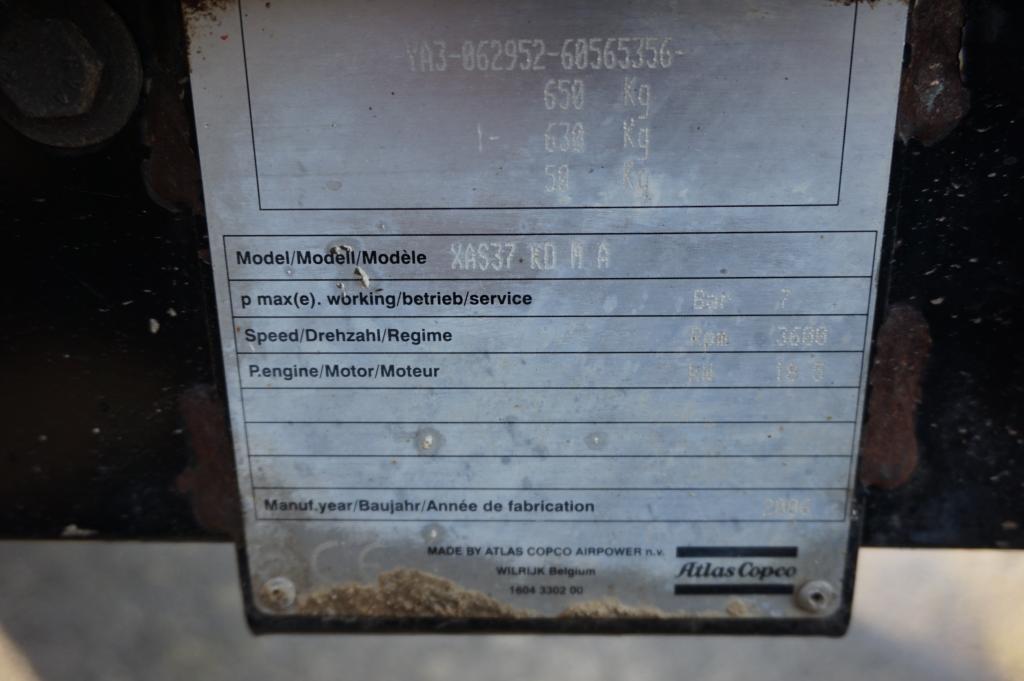 YA3-062952-60565356-
650 Kg
1- 630 Kg
50 Kg
Model/Modell/Modèle XAS37 KD M A
p max(e). working/betrieb/service Bar 7
Speed/Drehzahl/Regime Rpm 3600
P.engine/Motor/Moteur kW
Manuf.year/Baujahr/Année de fabrication 2006
CE
MADE BY ATLAS COPCO AIRPOWER n.v.
WILRIJK Belgium
1604 3302 00
Atlas Copco